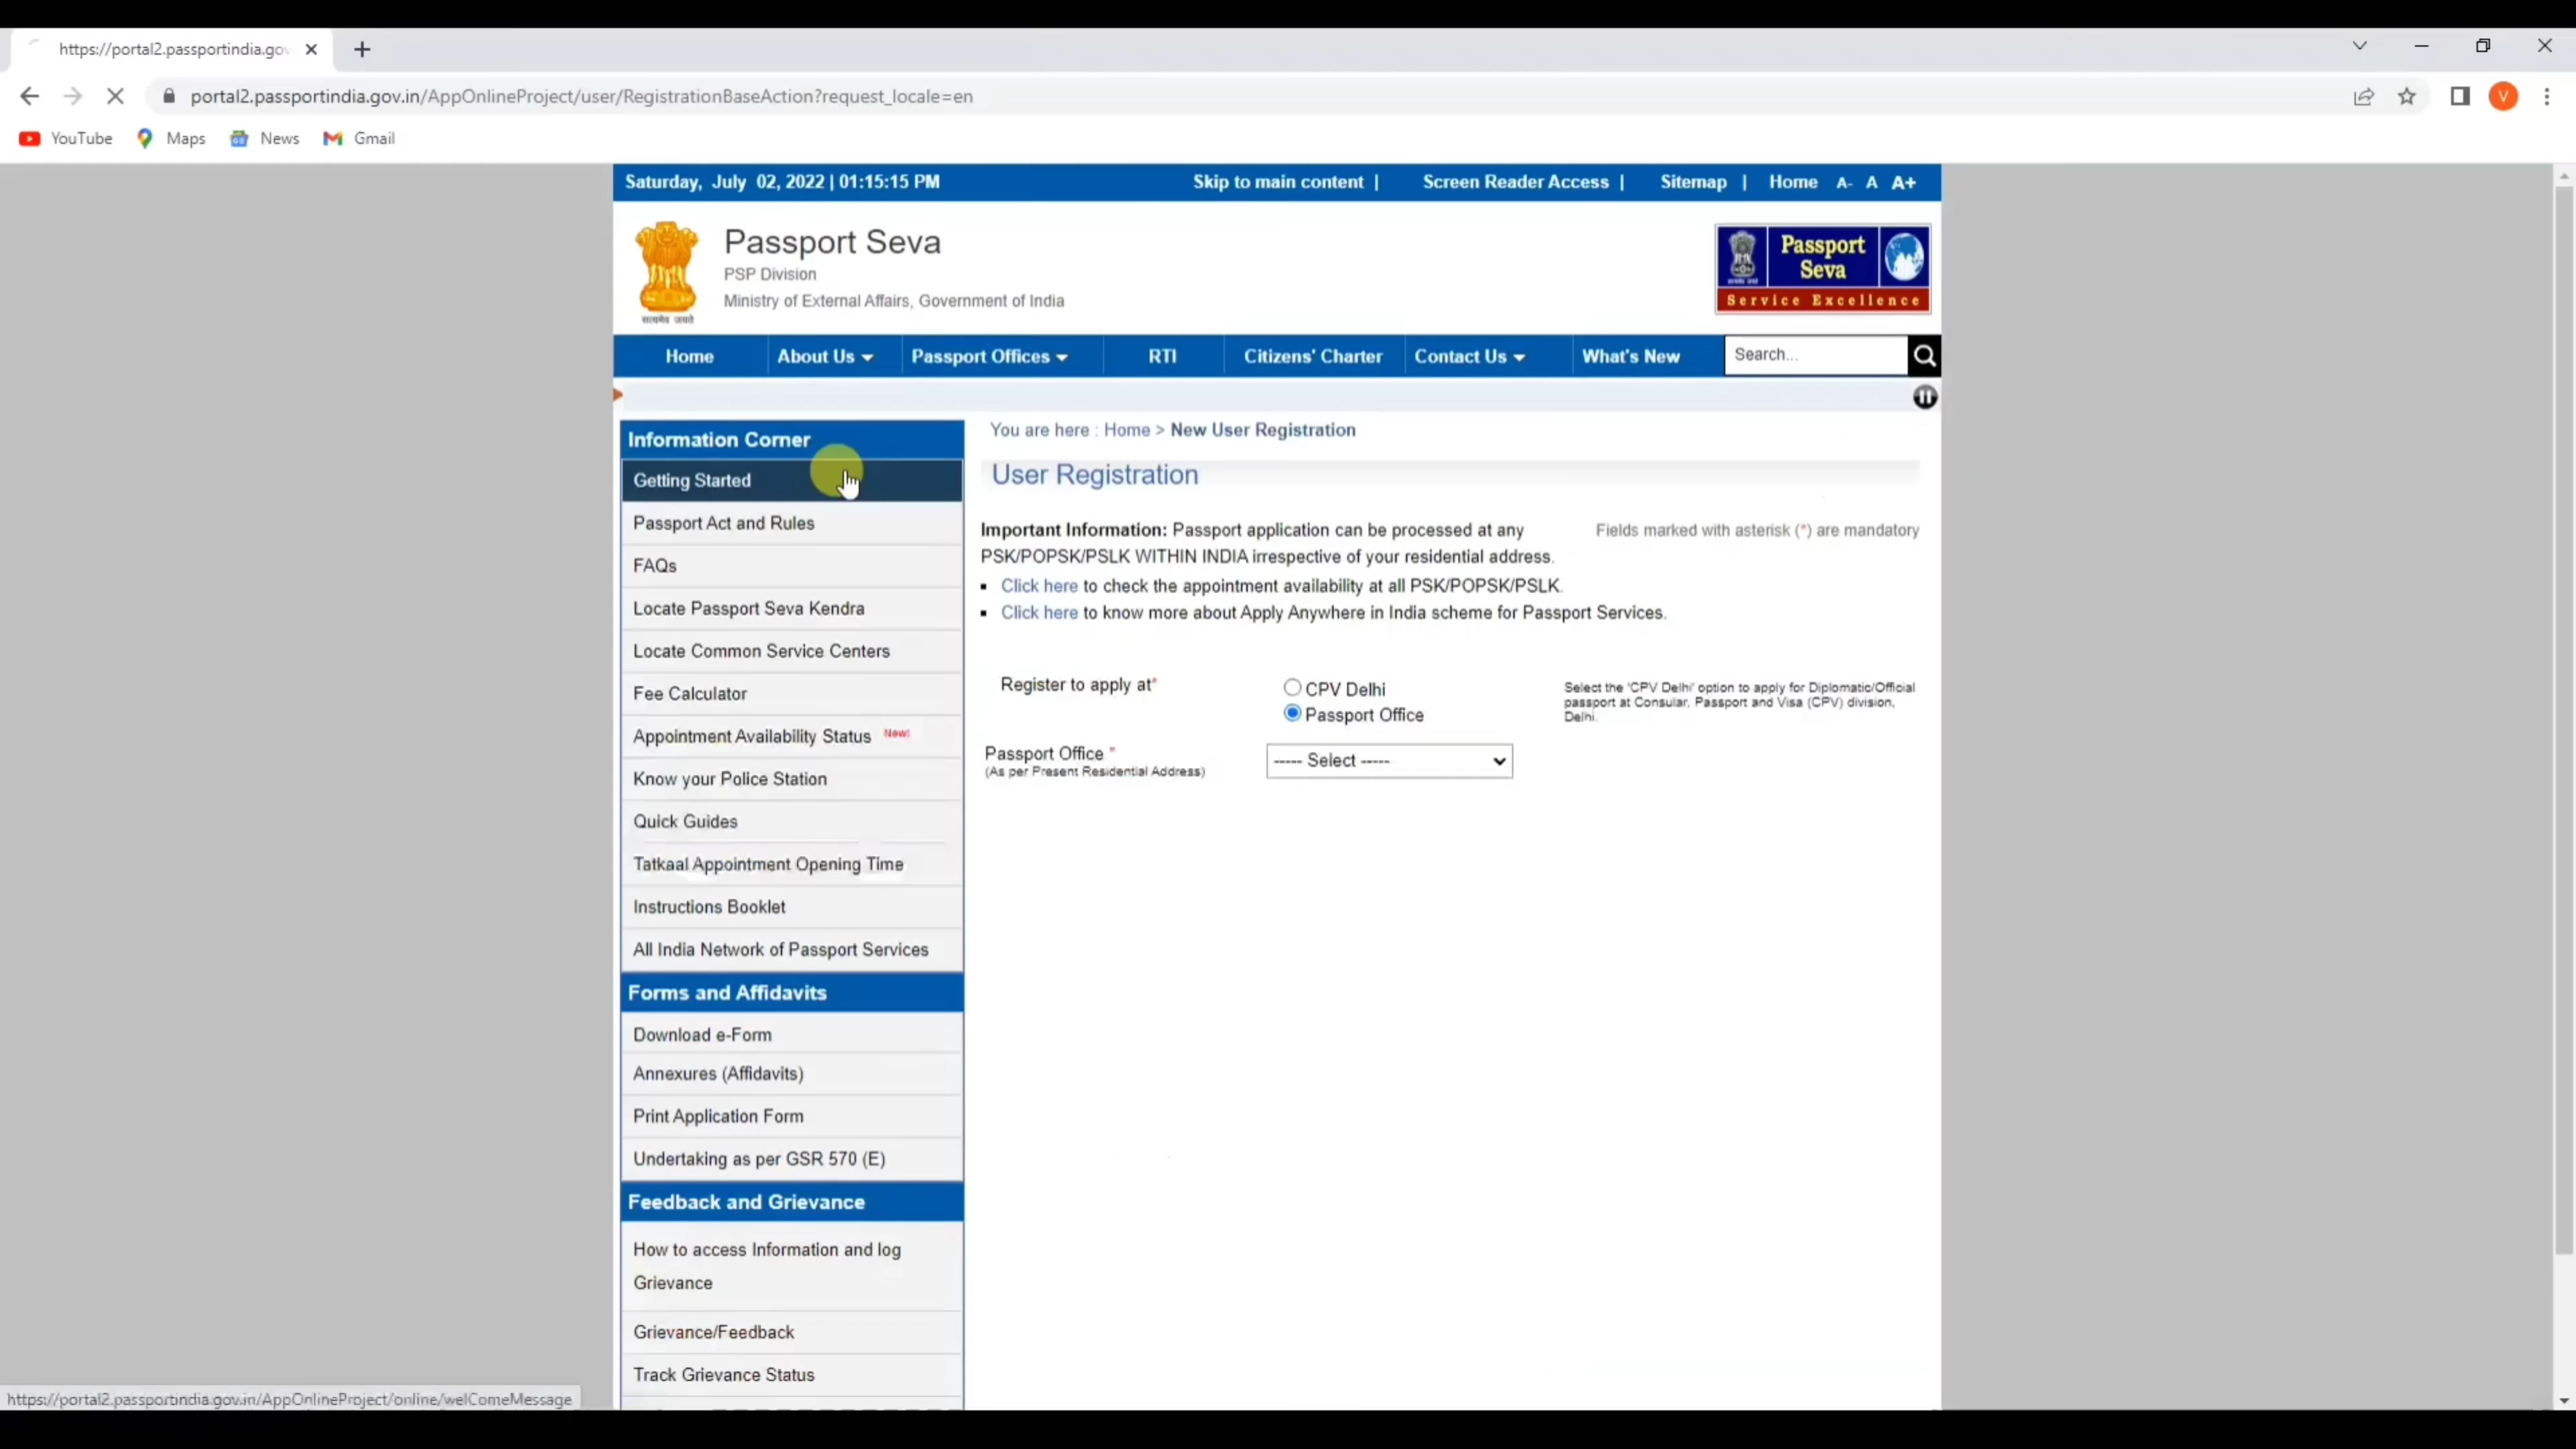 https://portal2.passportindia.gov
portal2.passportindia.gov.in/AppOnlineProject/user/RegistrationBaseAction?request_locale=en
V
YouTube Maps News Gmail
Saturday, July 02, 2022 | 01:15:15 PM Skip to main content | Screen Reader Access | Sitemap | Home A- A A+
Passport Seva
PSP Division
Ministry of External Affairs, Government of India
सत्यमेव जयते
Passport
Seva
Service Excellence
Home About Us Passport Offices RTI Citizens' Charter Contact Us What's New Search...
Information Corner
Getting Started
Passport Act and Rules
FAQs
Locate Passport Seva Kendra
Locate Common Service Centers
Fee Calculator
Appointment Availability Status New!
Know your Police Station
Quick Guides
Tatkaal Appointment Opening Time
Instructions Booklet
All India Network of Passport Services
Forms and Affidavits
Download e-Form
Annexures (Affidavits)
Print Application Form
Undertaking as per GSR 570 (E)
Feedback and Grievance
How to access Information and log
Grievance
Grievance/Feedback
Track Grievance Status
You are here : Home > New User Registration
User Registration
Important Information: Passport application can be processed at any
PSK/POPSK/PSLK WITHIN INDIA irrespective of your residential address.
Fields marked with asterisk (*) are mandatory
▪ Click here to check the appointment availability at all PSK/POPSK/PSLK.
▪ Click here to know more about Apply Anywhere in India scheme for Passport Services.
Register to apply at*
CPV Delhi
Passport Office
Select the 'CPV Delhi' option to apply for Diplomatic/Official
passport at Consular, Passport and Visa (CPV) division,
Delhi.
Passport Office *
(As per Present Residential Address)
----- Select -----
https://portal2.passportindia.gov.in/AppOnlineProject/online/welComeMessage